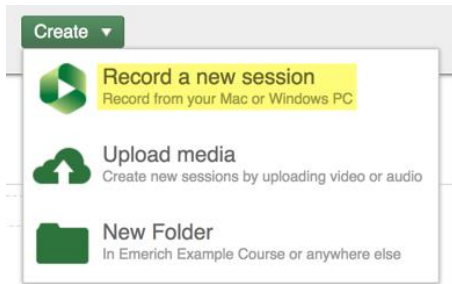 Create
Record a new session
Record from your Mac or Windows PC
Upload media
Create new sessions by uploading video or audio
New Folder
In Emerich Example Course or anywhere else